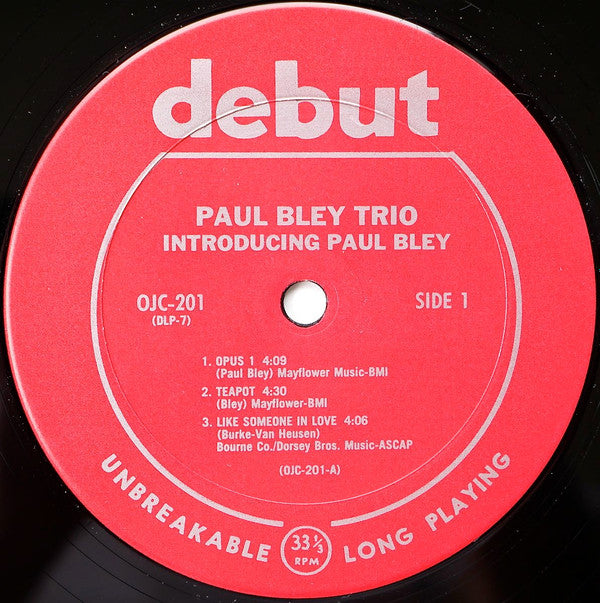 debut
PAUL BLEY TRIO
INTRODUCING PAUL BLEY
OJC-201
(DLP-7)
SIDE 1
1. OPUS 1 4:09
(Paul Bley) Mayflower Music-BMI
2. TEAPOT 4:30
(Bley) Mayflower-BMI
3. LIKE SOMEONE IN LOVE 4:06
(Burke-Van Heusen)
Bourne Co./Dorsey Bros. Music-ASCAP
(OJC-201-A)
UNBREAKABLE
33 ⅓
RPM
LONG PLAYING